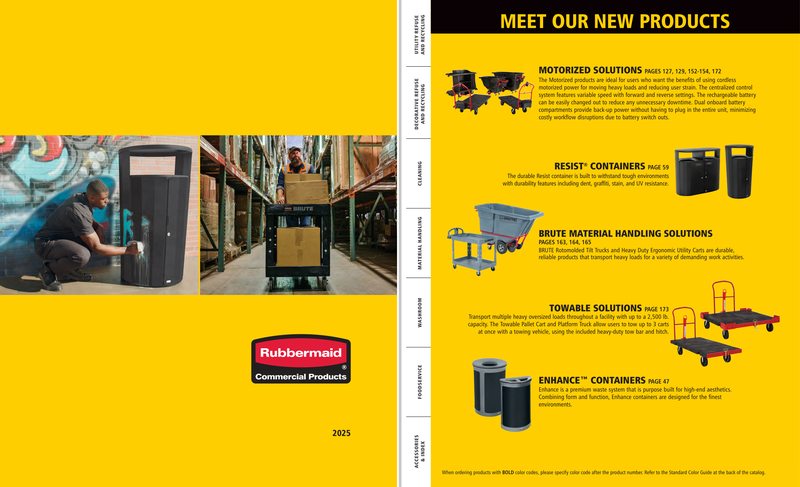 BRUTE
Rubbermaid
®
Commercial Products
2025
UTILITY REFUSE
AND RECYCLING
DECORATIVE REFUSE
AND RECYCLING
CLEANING
MATERIAL HANDLING
WASHROOM
FOODSERVICE
ACCESSORIES
& INDEX
MEET OUR NEW PRODUCTS
MOTORIZED SOLUTIONS PAGES 127, 129, 152-154, 172
The Motorized products are ideal for users who want the benefits of using cordless
motorized power for moving heavy loads and reducing user strain. The centralized control
system features variable speed with forward and reverse settings. The rechargeable battery
can be easily changed out to reduce any unnecessary downtime. Dual onboard battery
compartments provide back-up power without having to plug in the entire unit, minimizing
costly workflow disruptions due to battery switch outs.
RESIST® CONTAINERS PAGE 59
The durable Resist container is built to withstand tough environments
with durability features including dent, graffiti, stain, and UV resistance.
BRUTE MATERIAL HANDLING SOLUTIONS
PAGES 163, 164, 165
BRUTE Rotomolded Tilt Trucks and Heavy Duty Ergonomic Utility Carts are durable,
reliable products that transport heavy loads for a variety of demanding work activities.
TOWABLE SOLUTIONS PAGE 173
Transport multiple heavy oversized loads throughout a facility with up to a 2,500 lb.
capacity. The Towable Pallet Cart and Platform Truck allow users to tow up to 3 carts
at once with a towing vehicle, using the included heavy-duty tow bar and hitch.
ENHANCE™ CONTAINERS PAGE 47
Enhance is a premium waste system that is purpose built for high-end aesthetics.
Combining form and function, Enhance containers are designed for the finest
environments.
When ordering products with BOLD color codes, please specify color code after the product number. Refer to the Standard Color Guide at the back of the catalog.